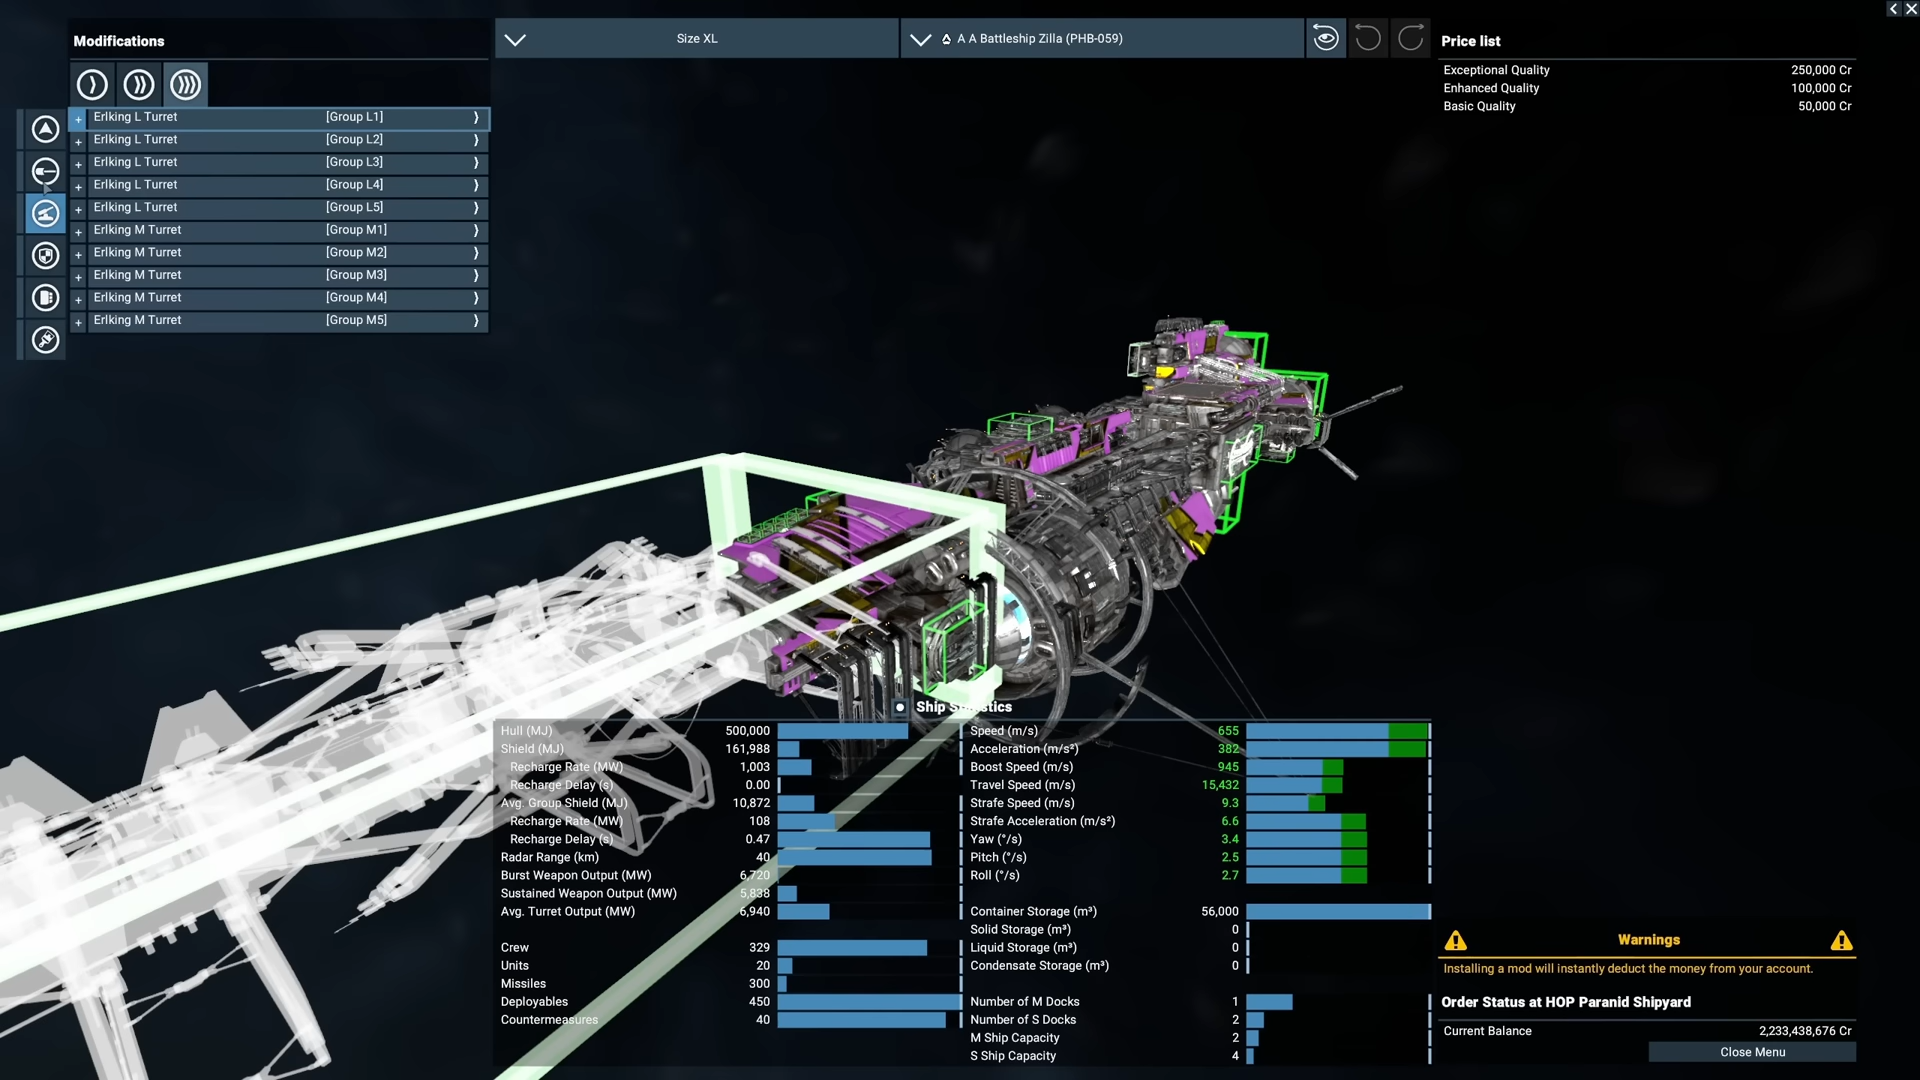 Modifications
Size XL
A A Battleship Zilla (PHB-059)
Price list
Exceptional Quality 250,000 Cr
Enhanced Quality 100,000 Cr
Basic Quality 50,000 Cr
Erlking L Turret [Group L1]
Erlking L Turret [Group L2]
Erlking L Turret [Group L3]
Erlking L Turret [Group L4]
Erlking L Turret [Group L5]
Erlking M Turret [Group M1]
Erlking M Turret [Group M2]
Erlking M Turret [Group M3]
Erlking M Turret [Group M4]
Erlking M Turret [Group M5]
Ship Statistics
Hull (MJ) 500,000
Shield (MJ) 161,988
Recharge Rate (MW) 1,003
Recharge Delay (s) 0.00
Avg. Group Shield (MJ) 10,872
Recharge Rate (MW) 108
Recharge Delay (s) 0.47
Radar Range (km) 40
Burst Weapon Output (MW) 6,720
Sustained Weapon Output (MW) 5,838
Avg. Turret Output (MW) 6,940
Crew 329
Units 20
Missiles 300
Deployables 450
Countermeasures 40
Speed (m/s) 655
Acceleration (m/s²) 382
Boost Speed (m/s) 945
Travel Speed (m/s) 15,432
Strafe Speed (m/s) 9.3
Strafe Acceleration (m/s²) 6.6
Yaw (°/s) 3.4
Pitch (°/s) 2.5
Roll (°/s) 2.7
Container Storage (m³) 56,000
Solid Storage (m³) 0
Liquid Storage (m³) 0
Condensate Storage (m³) 0
Number of M Docks 1
Number of S Docks 2
M Ship Capacity 2
S Ship Capacity 4
Warnings
Installing a mod will instantly deduct the money from your account.
Order Status at HOP Paranid Shipyard
Current Balance 2,233,438,676 Cr
Close Menu